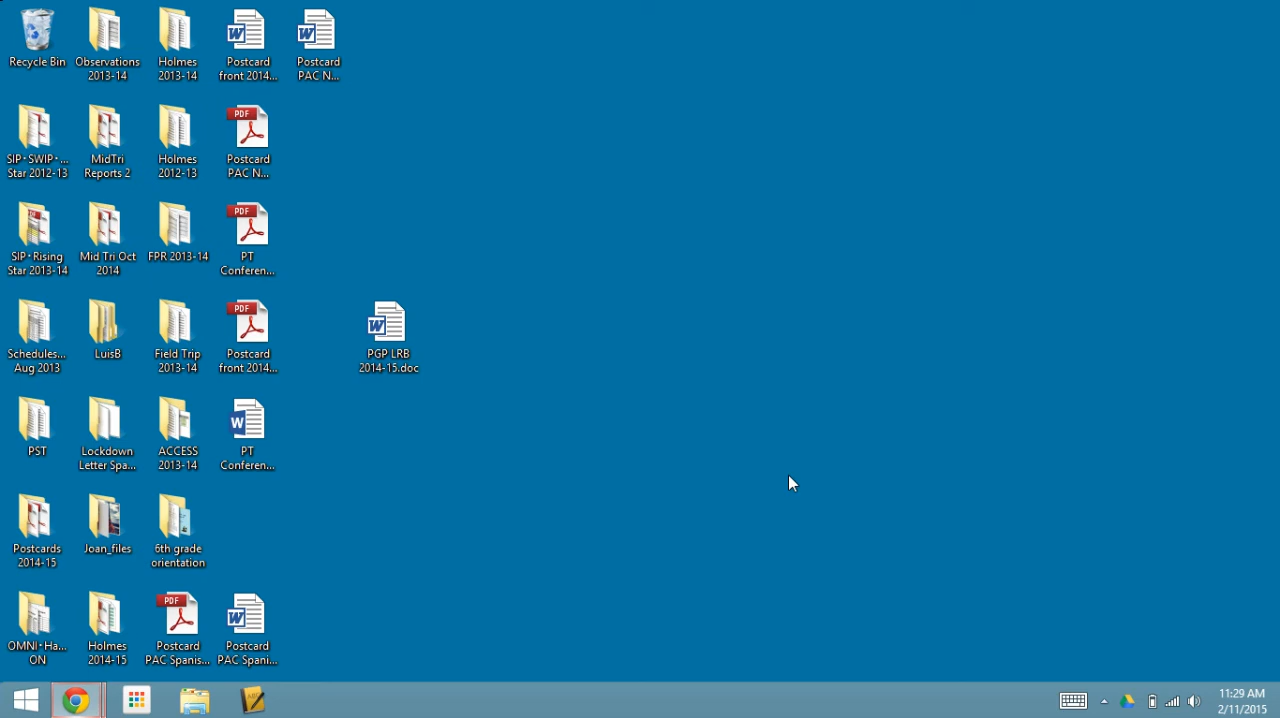 Recycle Bin
Observations
2013-14
Holmes
2013-14
Postcard
front 2014...
Postcard
PAC N...
SIP·SWIP·...
Star 2012-13
MidTri
Reports 2
Holmes
2012-13
Postcard
PAC N...
SIP·Rising
Star 2013-14
Mid Tri Oct
2014
FPR 2013-14
PT
Conferen...
Schedules...
Aug 2013
LuisB
Field Trip
2013-14
Postcard
front 2014...
PGP LRB
2014-15.doc
PST
Lockdown
Letter Spa...
ACCESS
2013-14
PT
Conferen...
Postcards
2014-15
Joan_files
6th grade
orientation
OMNI·Ha...
ON
Holmes
2014-15
Postcard
PAC Spanis...
Postcard
PAC Spani...
11:29 AM
2/11/2015